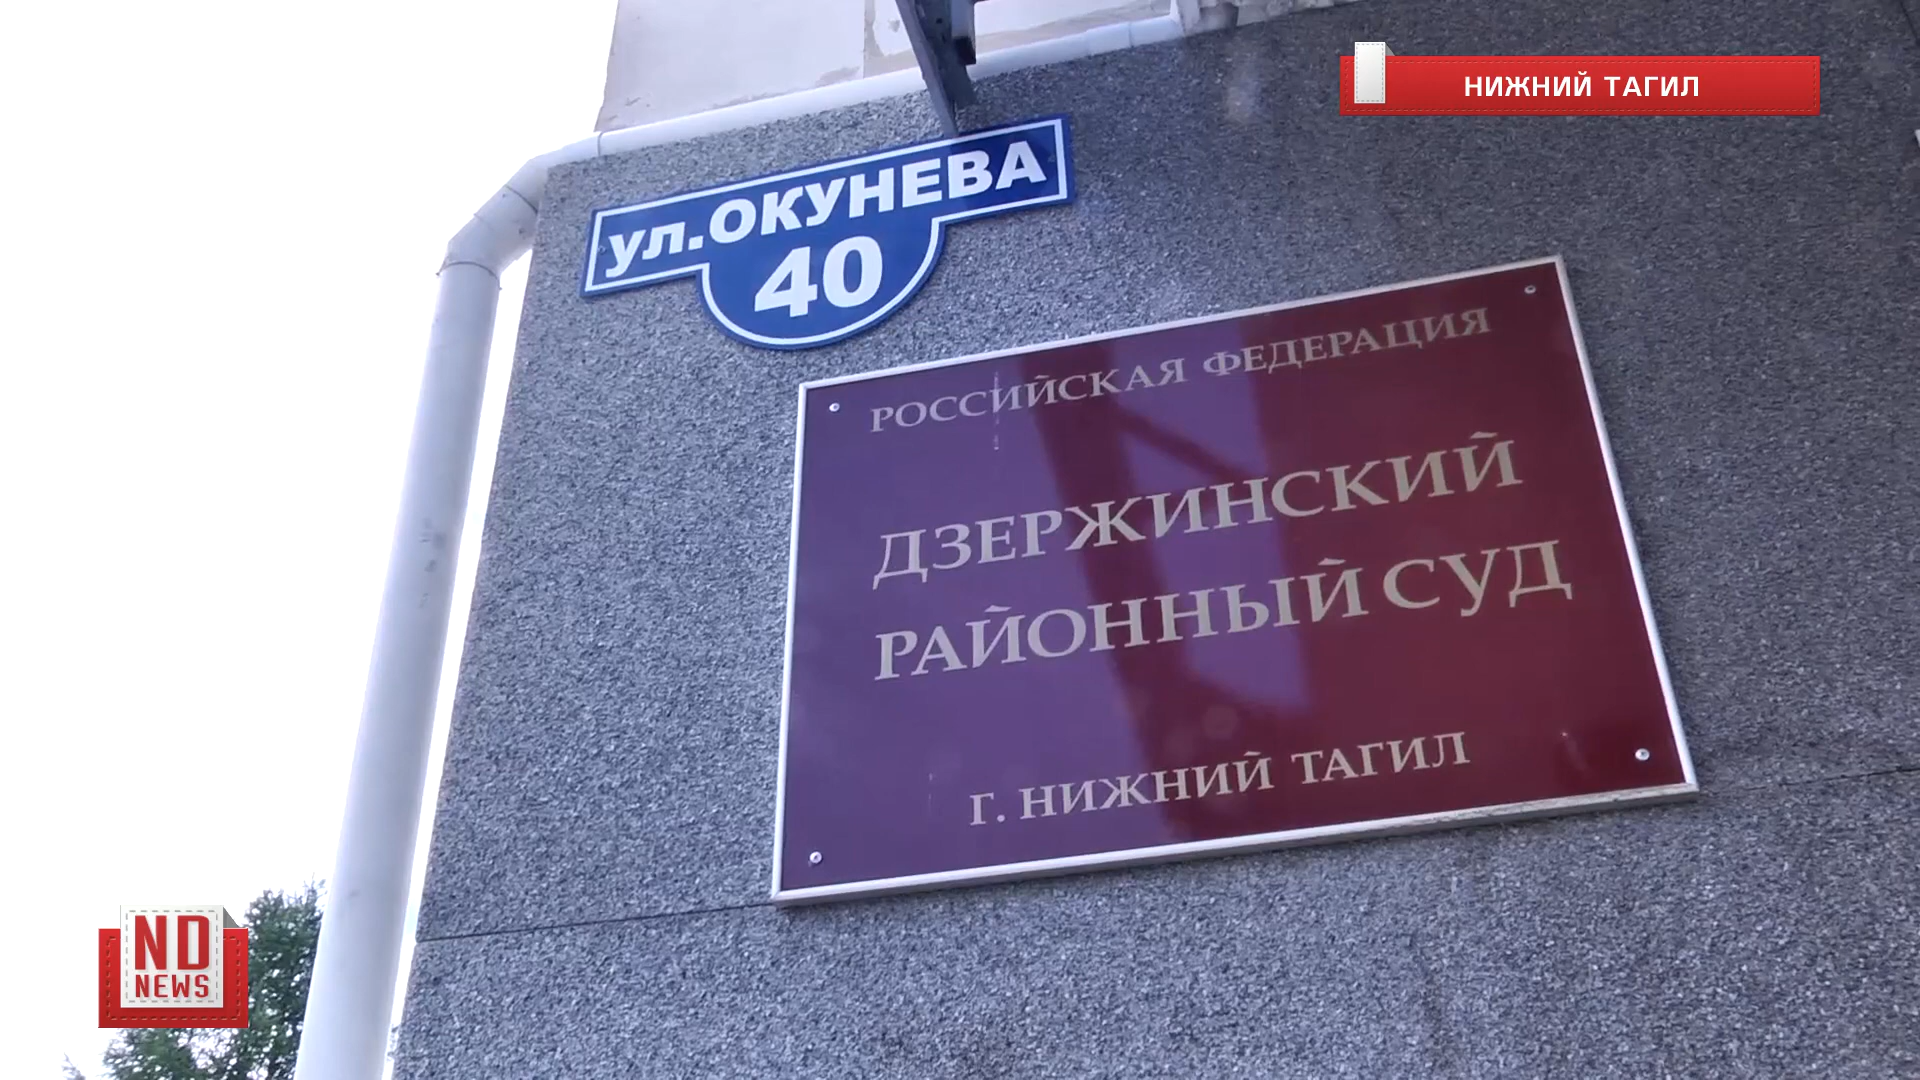 НИЖНИЙ ТАГИЛ
ул.ОКУНЕВА
40
РОССИЙСКАЯ ФЕДЕРАЦИЯ
ДЗЕРЖИНСКИЙ
РАЙОННЫЙ СУД
Г. НИЖНИЙ ТАГИЛ
ND
NEWS